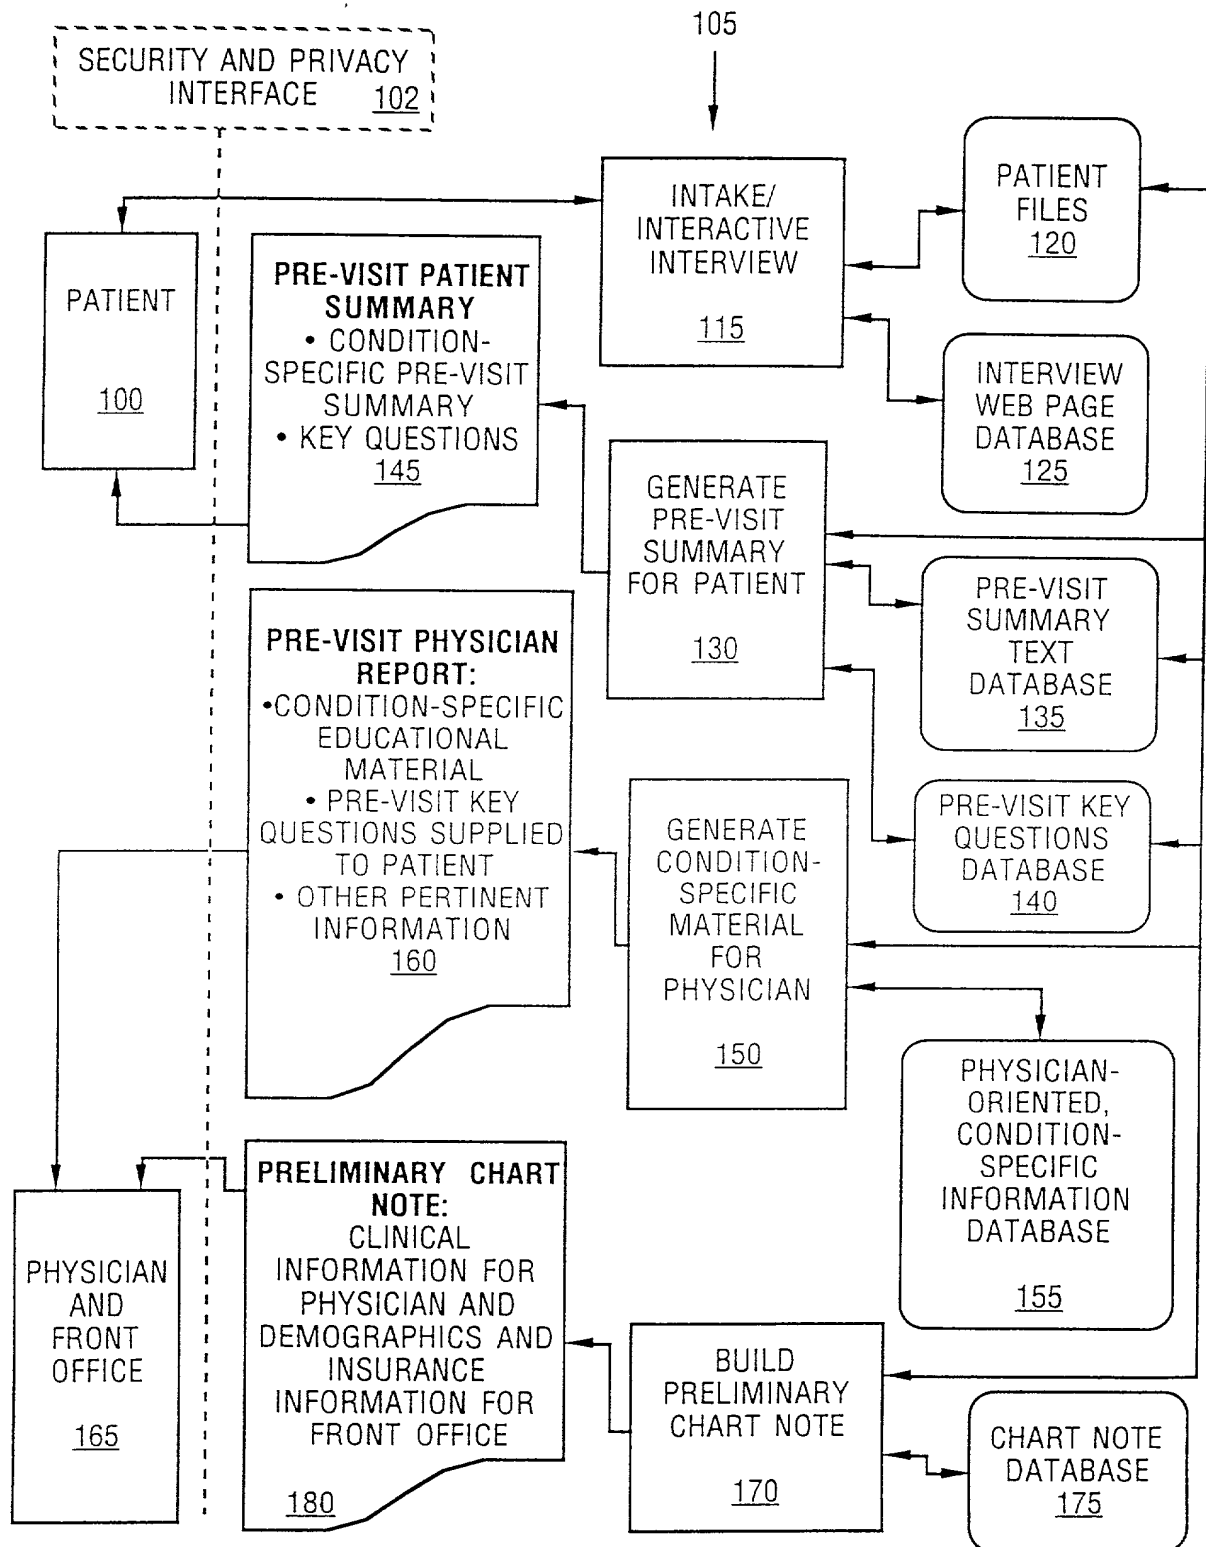 105
SECURITY AND PRIVACY
INTERFACE 102
PATIENT
100
PRE-VISIT PATIENT
SUMMARY
• CONDITION-
SPECIFIC PRE-VISIT
SUMMARY
• KEY QUESTIONS
145
INTAKE/
INTERACTIVE
INTERVIEW
115
PATIENT
FILES
120
INTERVIEW
WEB PAGE
DATABASE
125
GENERATE
PRE-VISIT
SUMMARY
FOR PATIENT
130
PRE-VISIT
SUMMARY
TEXT
DATABASE
135
PRE-VISIT KEY
QUESTIONS
DATABASE
140
PRE-VISIT PHYSICIAN
REPORT:
•CONDITION-SPECIFIC
EDUCATIONAL
MATERIAL
• PRE-VISIT KEY
QUESTIONS SUPPLIED
TO PATIENT
• OTHER PERTINENT
INFORMATION
160
GENERATE
CONDITION-
SPECIFIC
MATERIAL
FOR
PHYSICIAN
150
PHYSICIAN-
ORIENTED,
CONDITION-
SPECIFIC
INFORMATION
DATABASE
155
PHYSICIAN
AND
FRONT
OFFICE
165
PRELIMINARY CHART
NOTE:
CLINICAL
INFORMATION FOR
PHYSICIAN AND
DEMOGRAPHICS AND
INSURANCE
INFORMATION FOR
FRONT OFFICE
180
BUILD
PRELIMINARY
CHART NOTE
170
CHART NOTE
DATABASE
175